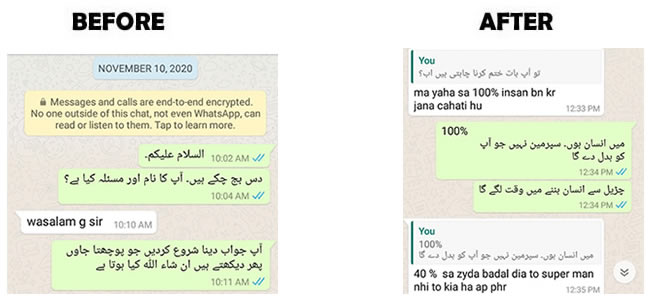 BEFORE
NOVEMBER 10, 2020
Messages and calls are end-to-end encrypted.
No one outside of this chat, not even WhatsApp, can
read or listen to them. Tap to learn more.
السلام علیکم.
10:02 AM
دس بج چکے ہیں۔ آپ کا نام اور مسئلہ کیا ہے؟
10:04 AM
wasalam g sir 10:10 AM
آپ جواب دینا شروع کردیں جو پوچھتا جاوں
پھر دیکھتے ہیں ان شاء اللّٰہ کیا ہوتا ہے
10:11 AM
AFTER
You
تو آپ بات ختم کرنا چاہتی ہیں اب؟
ma yaha sa 100% insan bn kr
jana cahati hu
12:33 PM
100%
میں انسان ہوں۔ سپرمین نہیں جو آپ
کو بدل دے گا
12:34 PM
چڑیل سے انسان بننے میں وقت لگے گا
12:34 PM
You
100%
میں انسان ہوں۔ سپرمین نہیں جو آپ کو بدل دے گا
40 % sa zyda badal dia to super man
nhi to kia ha ap phr
12:35 PM